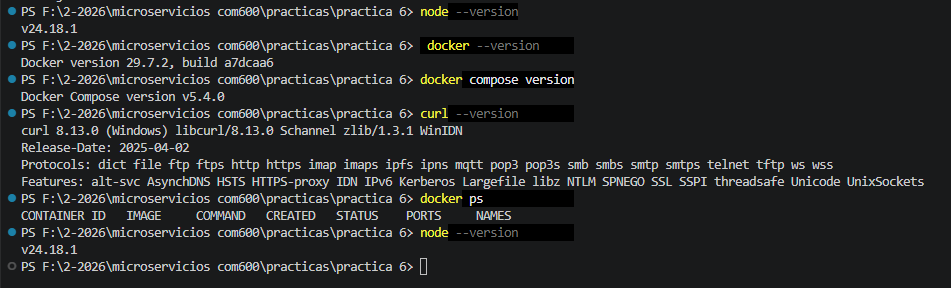 PS F:\2-2026\microservicios com600\practicas\practica 6> node --version
v24.18.1
PS F:\2-2026\microservicios com600\practicas\practica 6>  docker --version
Docker version 29.7.2, build a7dcaa6
PS F:\2-2026\microservicios com600\practicas\practica 6> docker compose version
Docker Compose version v5.4.0
PS F:\2-2026\microservicios com600\practicas\practica 6> curl --version
curl 8.13.0 (Windows) libcurl/8.13.0 Schannel zlib/1.3.1 WinIDN
Release-Date: 2025-04-02
Protocols: dict file ftp ftps http https imap imaps ipfs ipns mqtt pop3 pop3s smb smbs smtp smtps telnet tftp ws wss
Features: alt-svc AsynchDNS HSTS HTTPS-proxy IDN IPv6 Kerberos Largefile libz NTLM SPNEGO SSL SSPI threadsafe Unicode UnixSockets
PS F:\2-2026\microservicios com600\practicas\practica 6> docker ps
CONTAINER ID   IMAGE     COMMAND   CREATED   STATUS    PORTS     NAMES
PS F:\2-2026\microservicios com600\practicas\practica 6> node --version
v24.18.1
PS F:\2-2026\microservicios com600\practicas\practica 6>